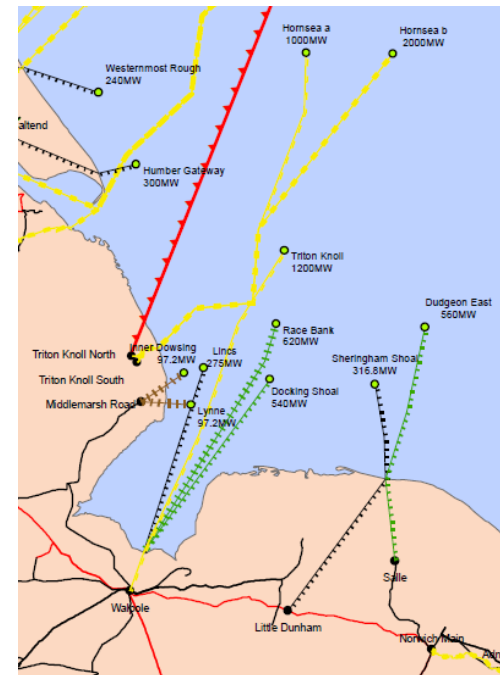 Hornsea a
1000MW
Hornsea b
2000MW
Westernmost Rough
240MW
altend
Humber Gateway
300MW
Triton Knoll
1200MW
Dudgeon East
560MW
Race Bank
620MW
Triton Knoll North
Inner Dowsing
97.2MW
Lincs
275MW
Sheringham Shoal
316.8MW
Triton Knoll South
Docking Shoal
540MW
Middlemarsh Road
Lynne
97.2MW
Salle
Walpole
Little Dunham
Norwich Main